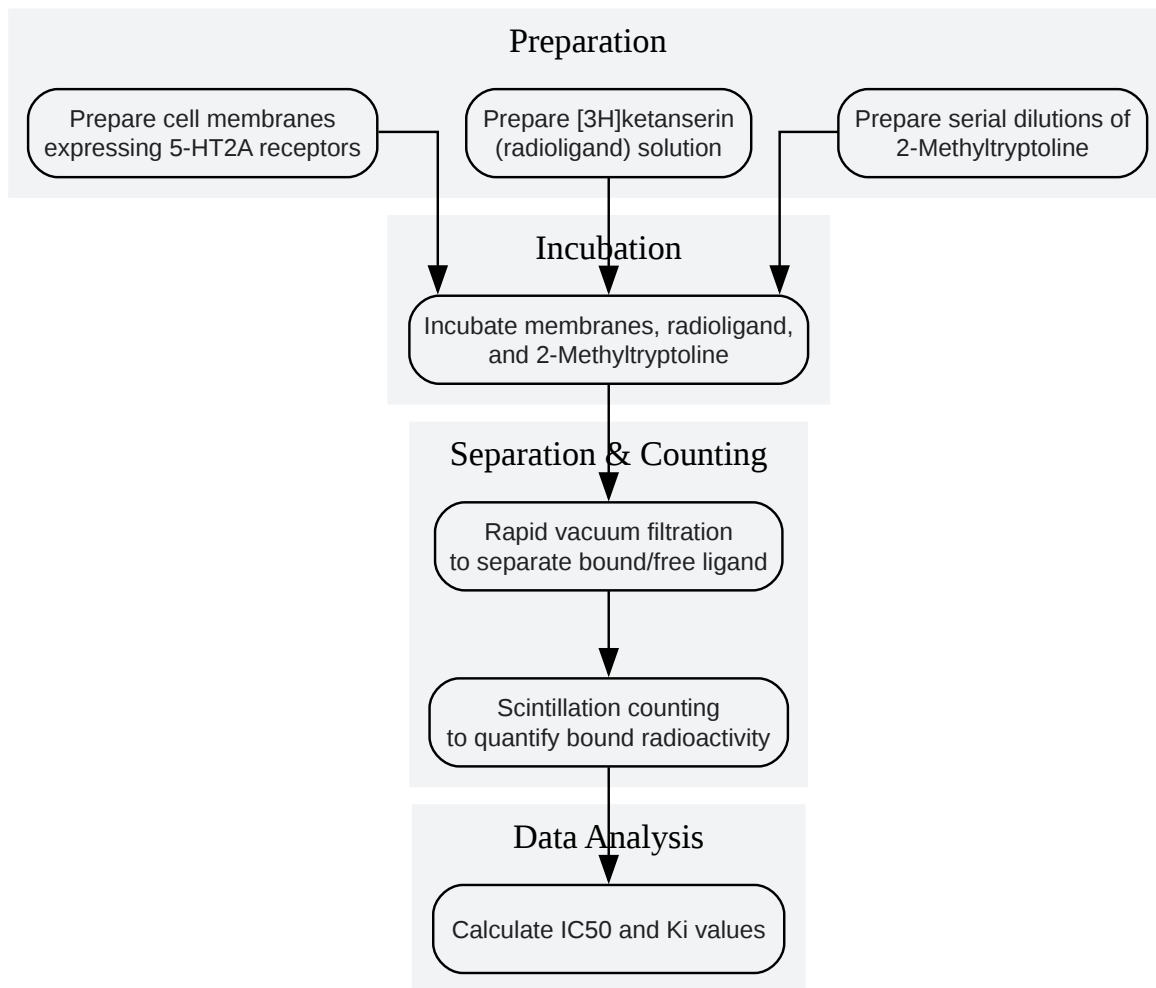 Preparation
Prepare cell membranes
expressing 5-HT2A receptors
Prepare [3H]ketanserin
(radioligand) solution
Prepare serial dilutions of
2-Methyltryptoline
Incubation
Incubate membranes, radioligand,
and 2-Methyltryptoline
Separation & Counting
Rapid vacuum filtration
to separate bound/free ligand
Scintillation counting
to quantify bound radioactivity
Data Analysis
Calculate IC50 and Ki values